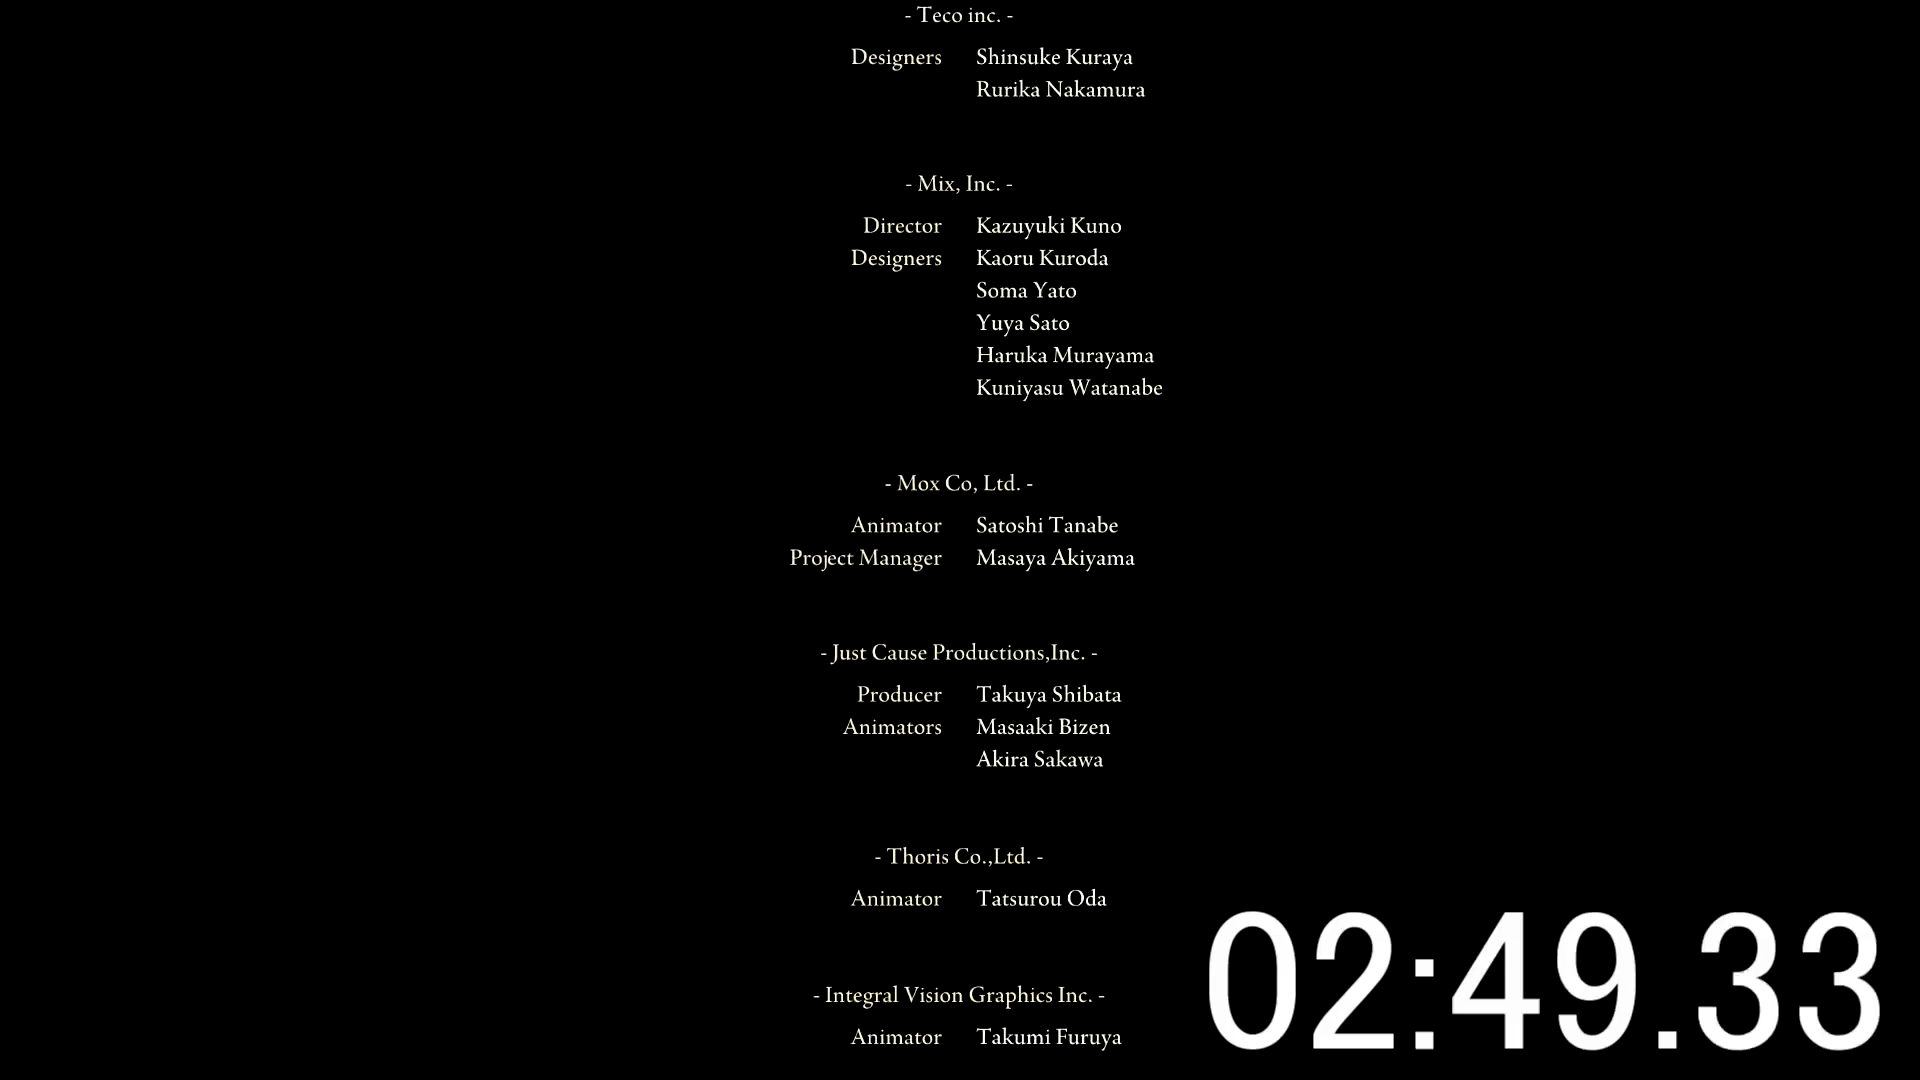 - Teco inc. -
Designers Shinsuke Kuraya
Rurika Nakamura
- Mix, Inc. -
Director Kazuyuki Kuno
Designers Kaoru Kuroda
Soma Yato
Yuya Sato
Haruka Murayama
Kuniyasu Watanabe
- Mox Co, Ltd. -
Animator Satoshi Tanabe
Project Manager Masaya Akiyama
- Just Cause Productions,Inc. -
Producer Takuya Shibata
Animators Masaaki Bizen
Akira Sakawa
- Thoris Co.,Ltd. -
Animator Tatsurou Oda
- Integral Vision Graphics Inc. -
Animator Takumi Furuya
02:49.33